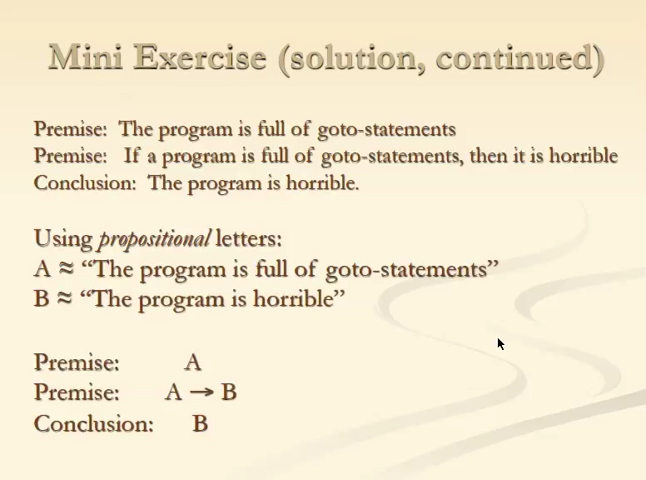 Mini Exercise (solution, continued)
Premise: The program is full of goto-statements
Premise: If a program is full of goto-statements, then it is horrible
Conclusion: The program is horrible.
Using propositional letters:
A ≈ “The program is full of goto-statements”
B ≈ “The program is horrible”
Premise: A
Premise: A → B
Conclusion: B